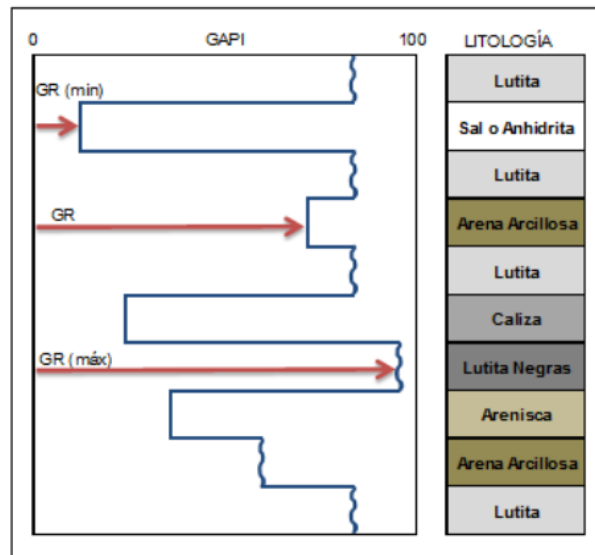 0 GAPI 100 LITOLOGÍA
Lutita
GR (min)
Sal o Anhidrita
Lutita
GR
Arena Arcillosa
Lutita
Caliza
GR (máx)
Lutita Negras
Arenisca
Arena Arcillosa
Lutita